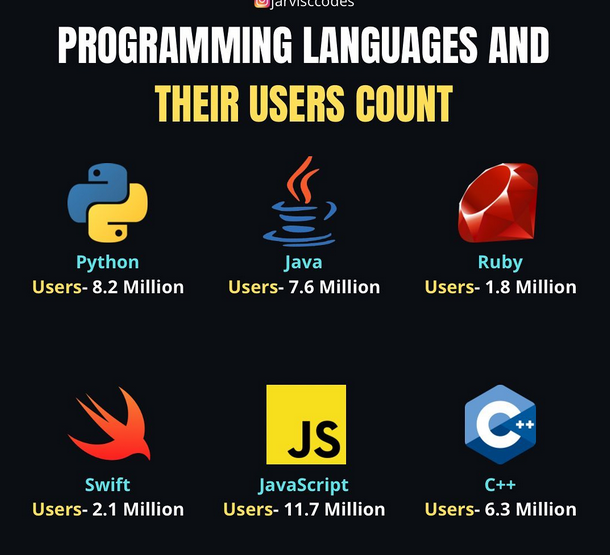 jarvisccodes
PROGRAMMING LANGUAGES AND
THEIR USERS COUNT
Python
Users- 8.2 Million
Java
Users- 7.6 Million
Ruby
Users- 1.8 Million
Swift
Users- 2.1 Million
JS
JavaScript
Users- 11.7 Million
C++
C++
Users- 6.3 Million